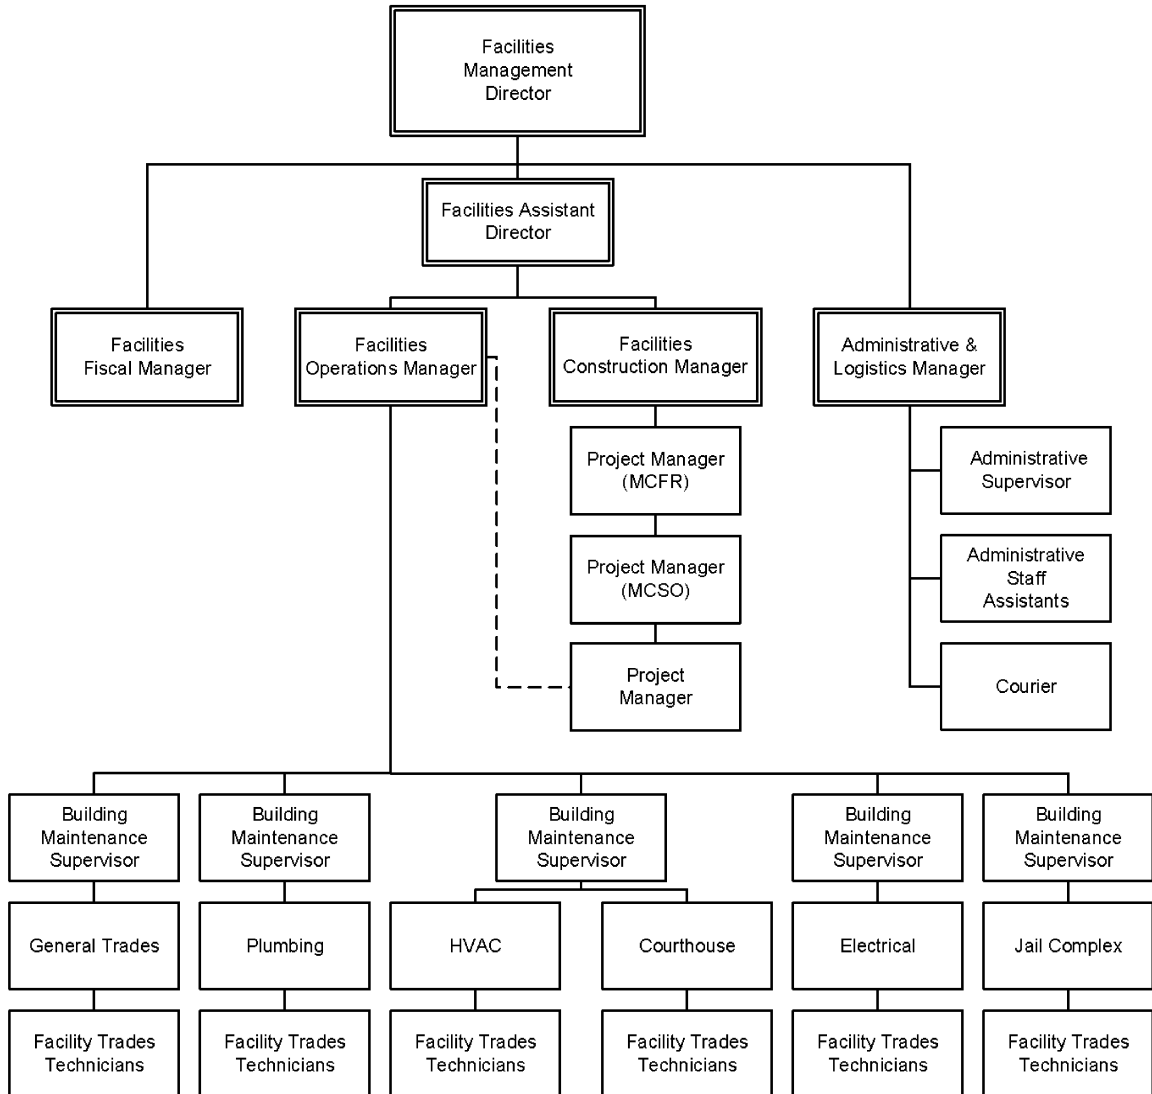 Facilities
Management
Director
Facilities Assistant
Director
Facilities
Fiscal Manager
Facilities
Operations Manager
Facilities
Construction Manager
Administrative &
Logistics Manager
Project Manager
(MCFR)
Administrative
Supervisor
Project Manager
(MCSO)
Administrative
Staff
Assistants
Project
Manager
Courier
Building
Maintenance
Supervisor
Building
Maintenance
Supervisor
Building
Maintenance
Supervisor
Building
Maintenance
Supervisor
Building
Maintenance
Supervisor
General Trades
Plumbing
HVAC
Courthouse
Electrical
Jail Complex
Facility Trades
Technicians
Facility Trades
Technicians
Facility Trades
Technicians
Facility Trades
Technicians
Facility Trades
Technicians
Facility Trades
Technicians